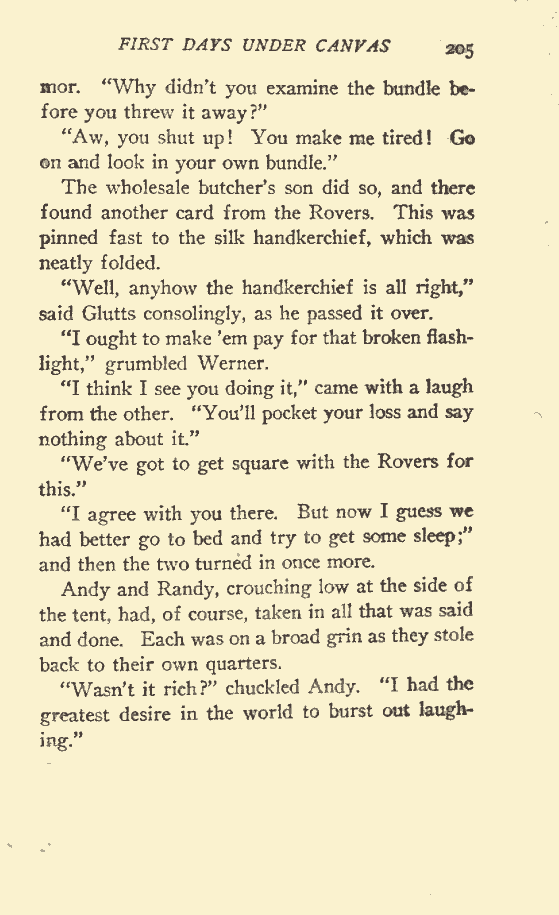 FIRST DAYS UNDER CANVAS 205
mor. “Why didn’t you examine the bundle be-
fore you threw it away?”
“Aw, you shut up! You make me tired! Go
on and look in your own bundle.”
The wholesale butcher’s son did so, and there
found another card from the Rovers. This was
pinned fast to the silk handkerchief, which was
neatly folded.
“Well, anyhow the handkerchief is all right,”
said Glutts consolingly, as he passed it over.
“I ought to make ’em pay for that broken flash-
light,” grumbled Werner.
“I think I see you doing it,” came with a laugh
from the other. “You’ll pocket your loss and say
nothing about it.”
“We’ve got to get square with the Rovers for
this.”
“I agree with you there. But now I guess we
had better go to bed and try to get some sleep;”
and then the two turned in once more.
Andy and Randy, crouching low at the side of
the tent, had, of course, taken in all that was said
and done. Each was on a broad grin as they stole
back to their own quarters.
“Wasn’t it rich?” chuckled Andy. “I had the
greatest desire in the world to burst out laugh-
ing.”